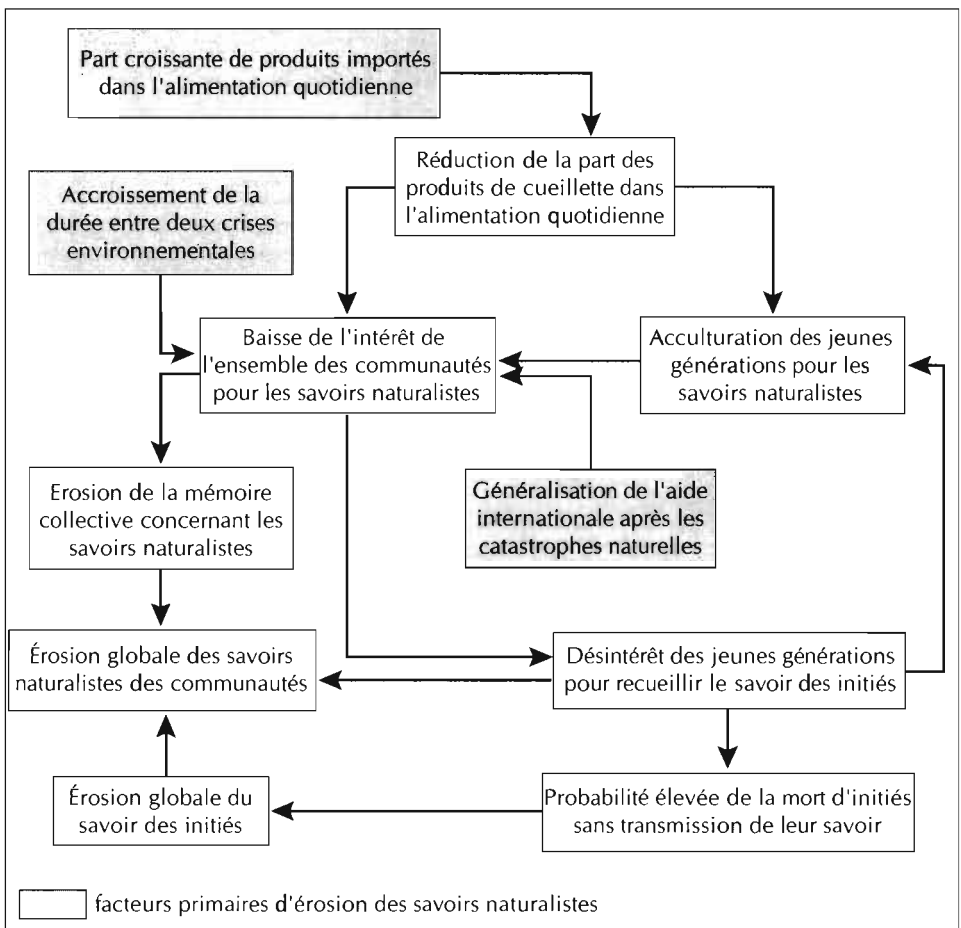 Part croissante de produits importés
dans l'alimentation quotidienne
Réduction de la part des
produits de cueillette dans
l'alimentation quotidienne
Accroissement de la
durée entre deux crises
environnementales
Baisse de l'intérêt de
l'ensemble des communautés
pour les savoirs naturalistes
Acculturation des jeunes
générations pour les
savoirs naturalistes
Erosion de la mémoire
collective concernant les
savoirs naturalistes
Généralisation de l'aide
internationale après les
catastrophes naturelles
Érosion globale des savoirs
naturalistes des communautés
Désintérêt des jeunes générations
pour recueillir le savoir des initiés
Érosion globale du
savoir des initiés
Probabilité élevée de la mort d'initiés
sans transmission de leur savoir
facteurs primaires d'érosion des savoirs naturalistes